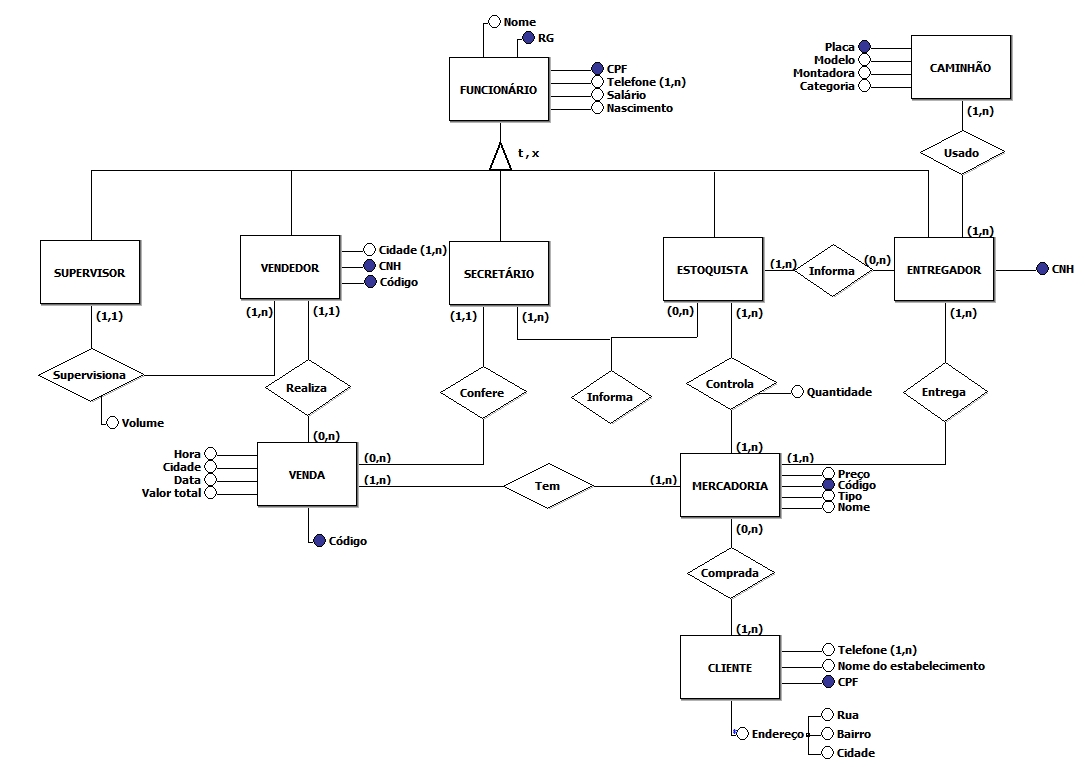 Nome
RG
FUNCIONÁRIO
CPF
Telefone (1,n)
Salário
Nascimento
Placa
Modelo
Montadora
Categoria
CAMINHÃO
(1,n)
Usado
(1,n)
t,x
SUPERVISOR
(1,1)
VENDEDOR
Cidade (1,n)
CNH
Código
(1,n)
(1,1)
SECRETÁRIO
(1,1)
(1,n)
ESTOQUISTA
(0,n)
(1,n)
(1,n)
Informa
(0,n)
ENTREGADOR
CNH
(1,n)
Supervisiona
Volume
Realiza
(0,n)
Confere
(0,n)
Informa
Controla
Quantidade
(1,n)
Entrega
(1,n)
Hora
Cidade
Data
Valor total
VENDA
Código
(1,n)
Tem
(1,n)
MERCADORIA
Preço
Código
Tipo
Nome
(0,n)
Comprada
(1,n)
CLIENTE
Telefone (1,n)
Nome do estabelecimento
CPF
* Endereço
Rua
Bairro
Cidade